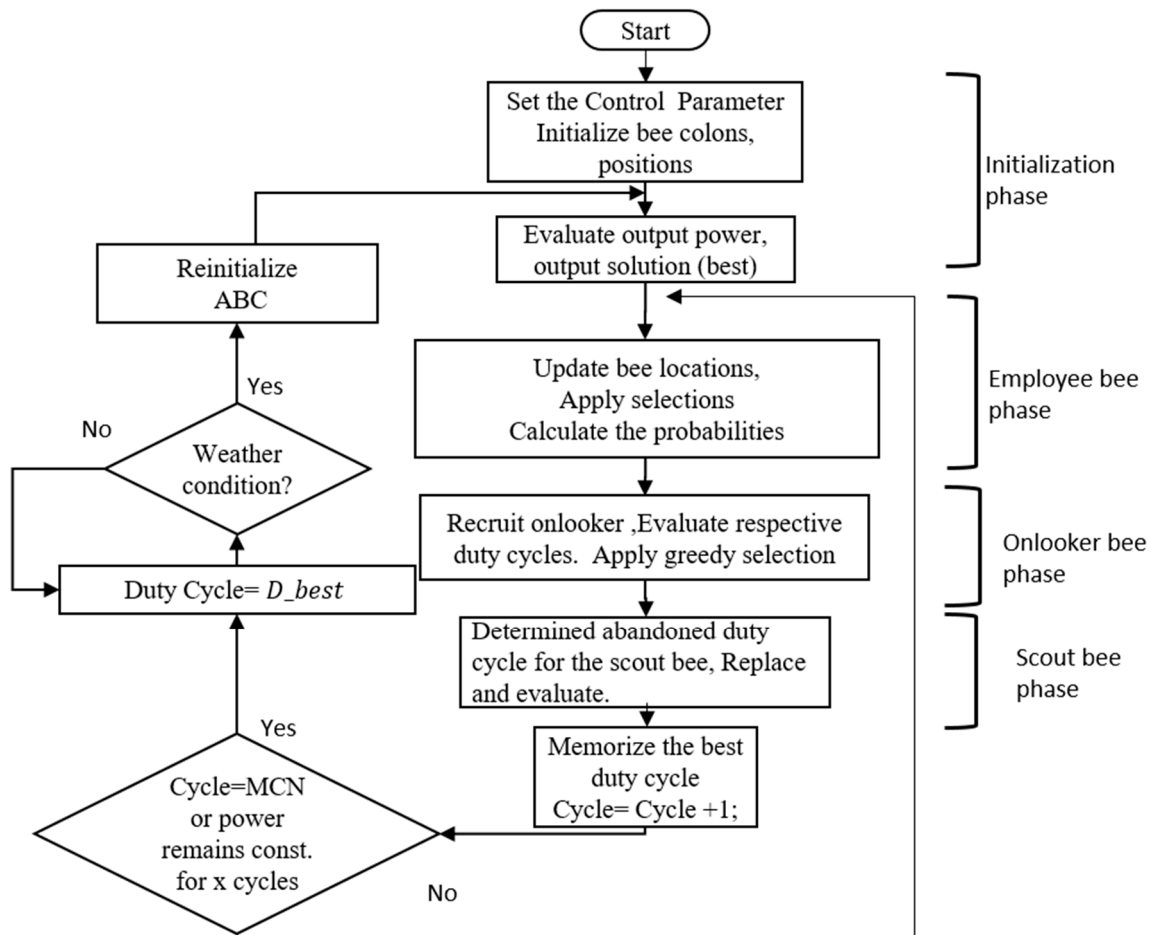 Start
Set the Control Parameter
Initialize bee colons,
positions
Initialization
phase
Evaluate output power,
output solution (best)
Reinitialize
ABC
Update bee locations,
Apply selections
Calculate the probabilities
Employee bee
phase
Yes
No
Weather
condition?
Recruit onlooker ,Evaluate respective
duty cycles. Apply greedy selection
Onlooker bee
phase
Duty Cycle= D_best
Determined abandoned duty
cycle for the scout bee, Replace
and evaluate.
Scout bee
phase
Yes
Memorize the best
duty cycle
Cycle= Cycle +1;
Cycle=MCN
or power
remains const.
for x cycles
No